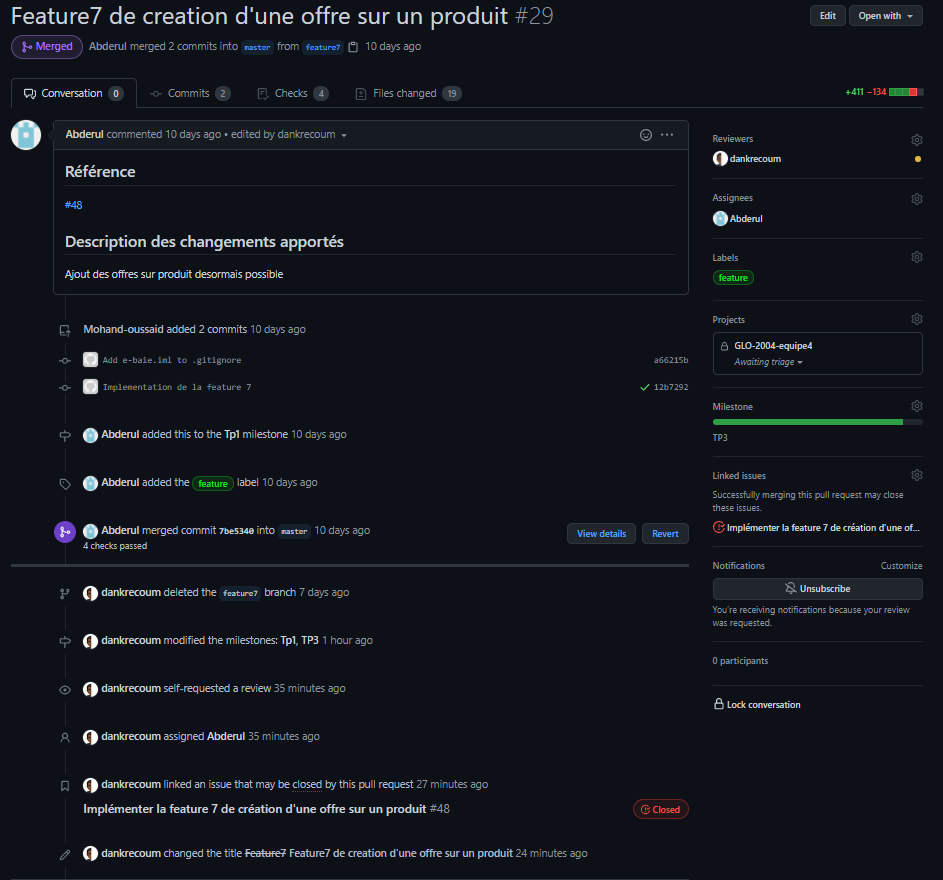 Feature7 de creation d'une offre sur un produit #29
Edit
Open with
Merged
Abderul merged 2 commits into master from feature7 10 days ago
Conversation 0
Commits 2
Checks 4
Files changed 19
+411 −134
Abderul commented 10 days ago • edited by dankrecoum
Référence
#48
Description des changements apportés
Ajout des offres sur produit desormais possible
Mohand-oussaid added 2 commits 10 days ago
Add e-baie.iml to .gitignore
a66215b
Implementation de la feature 7
12b7292
Abderul added this to the Tp1 milestone 10 days ago
Abderul added the feature label 10 days ago
Abderul merged commit 7be5340 into master 10 days ago
4 checks passed
View details
Revert
dankrecoum deleted the feature7 branch 7 days ago
dankrecoum modified the milestones: Tp1, TP3 1 hour ago
dankrecoum self-requested a review 35 minutes ago
dankrecoum assigned Abderul 35 minutes ago
dankrecoum linked an issue that may be closed by this pull request 27 minutes ago
Implémenter la feature 7 de création d'une offre sur un produit #48
Closed
dankrecoum changed the title Feature7 Feature7 de creation d'une offre sur un produit 24 minutes ago
Reviewers
dankrecoum
Assignees
Abderul
Labels
feature
Projects
GLO-2004-equipe4
Awaiting triage
Milestone
TP3
Linked issues
Successfully merging this pull request may close
these issues.
Implémenter la feature 7 de création d'une of...
Notifications
Customize
Unsubscribe
You're receiving notifications because your review
was requested.
0 participants
Lock conversation